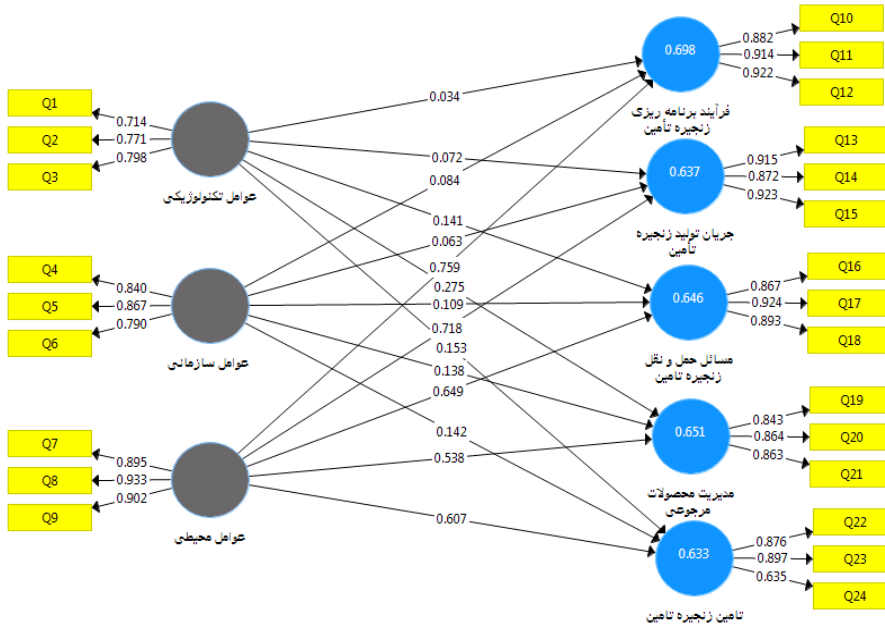 Q10
0.882
0.698
0.914
Q11
0.922
Q12
فرآیند برنامه ریزی
زنجیره تأمین
Q1
0.714
Q2
0.771
0.798
Q3
عوامل تکنولوژیکی
0.034
0.072
0.084
0.141
0.063
0.759
0.275
0.109
0.718
0.153
0.138
0.649
0.142
0.538
0.607
Q13
0.915
0.637
0.872
Q14
0.923
Q15
جریان تولید زنجیره
تأمین
Q4
0.840
Q5
0.867
0.790
Q6
عوامل سازمانی
Q16
0.867
0.646
0.924
Q17
0.893
Q18
مسائل حمل و نقل
زنجیره تامین
Q7
0.895
Q8
0.933
0.902
Q9
عوامل محیطی
Q19
0.843
0.651
0.864
Q20
0.863
Q21
مدیریت محصولات
مرجوعی
Q22
0.876
0.633
0.897
Q23
0.635
Q24
تامین زنجیره تامین